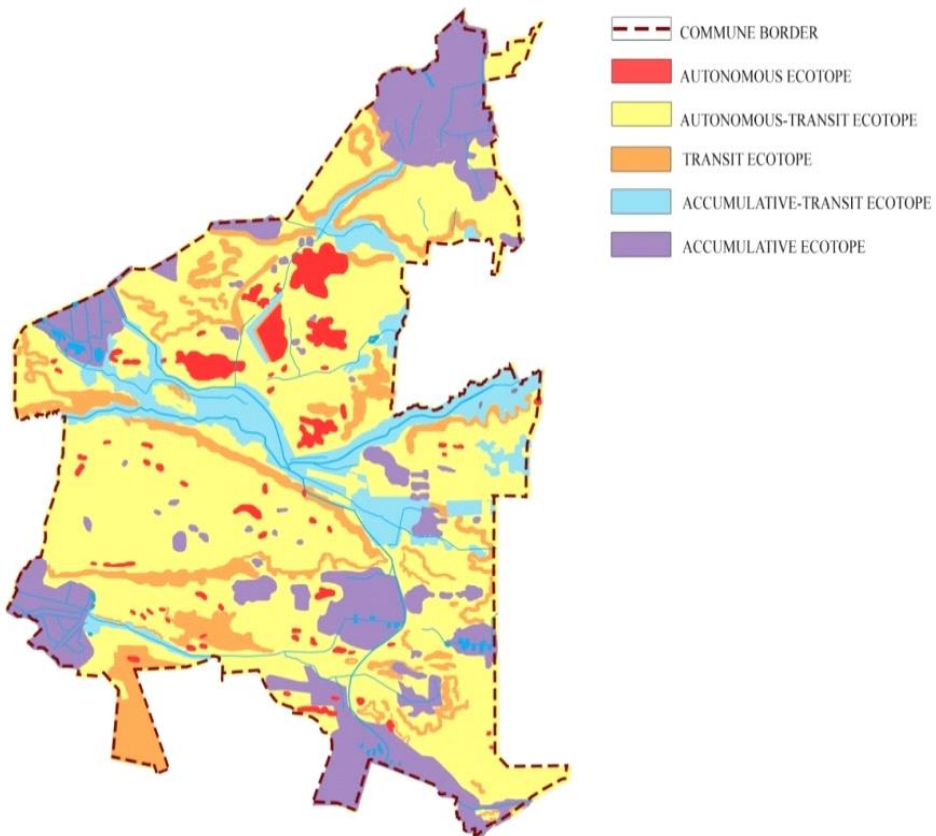 COMMUNE BORDER
AUTONOMOUS ECOTOPE
AUTONOMOUS-TRANSIT ECOTOPE
TRANSIT ECOTOPE
ACCUMULATIVE-TRANSIT ECOTOPE
ACCUMULATIVE ECOTOPE